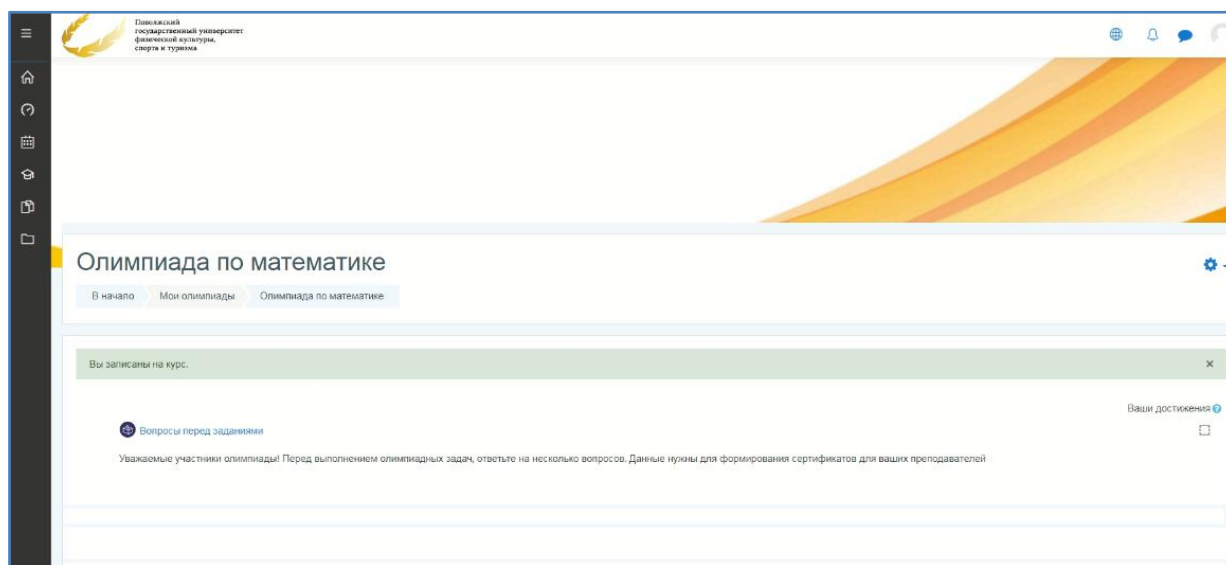 Поволжский
государственный университет
физической культуры,
спорта и туризма
Олимпиада по математике
В начало Мои олимпиады Олимпиада по математике
Вы записаны на курс.
Ваши достижения
Вопросы перед заданиями
Уважаемые участники олимпиады! Перед выполнением олимпиадных задач, ответьте на несколько вопросов. Данные нужны для формирования сертификатов для ваших преподавателей